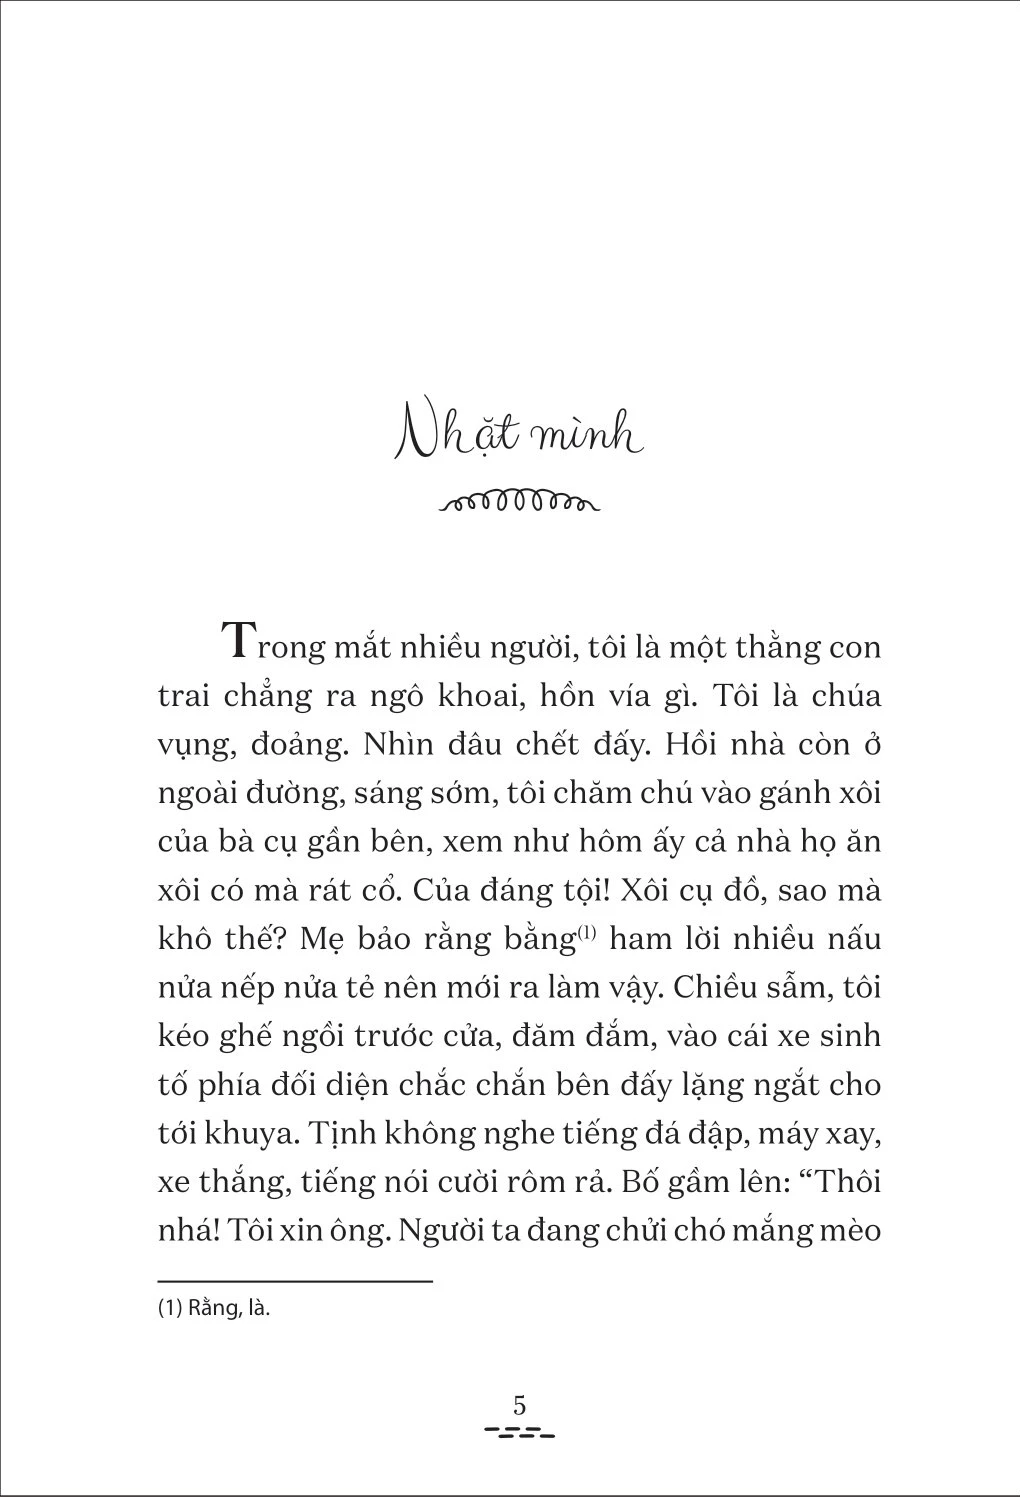 Nhặt mình
Trong mắt nhiều người, tôi là một thằng con
trai chẳng ra ngô khoai, hồn vía gì. Tôi là chúa
vụng, đoảng. Nhìn đâu chết đấy. Hồi nhà còn ở
ngoài đường, sáng sớm, tôi chăm chú vào gánh xôi
của bà cụ gần bên, xem như hôm ấy cả nhà họ ăn
xôi có mà rát cổ. Của đáng tội! Xôi cụ đồ, sao mà
khô thế? Mẹ bảo rằng bằng(1) ham lời nhiều nấu
nửa nếp nửa tẻ nên mới ra làm vậy. Chiều sẫm, tôi
kéo ghế ngồi trước cửa, đăm đắm, vào cái xe sinh
tố phía đối diện chắc chắn bên đấy lặng ngắt cho
tới khuya. Tịnh không nghe tiếng đá đập, máy xay,
xe thắng, tiếng nói cười rôm rả. Bố gầm lên: “Thôi
nhá! Tôi xin ông. Người ta đang chửi chó mắng mèo
(1) Rằng, là.
5